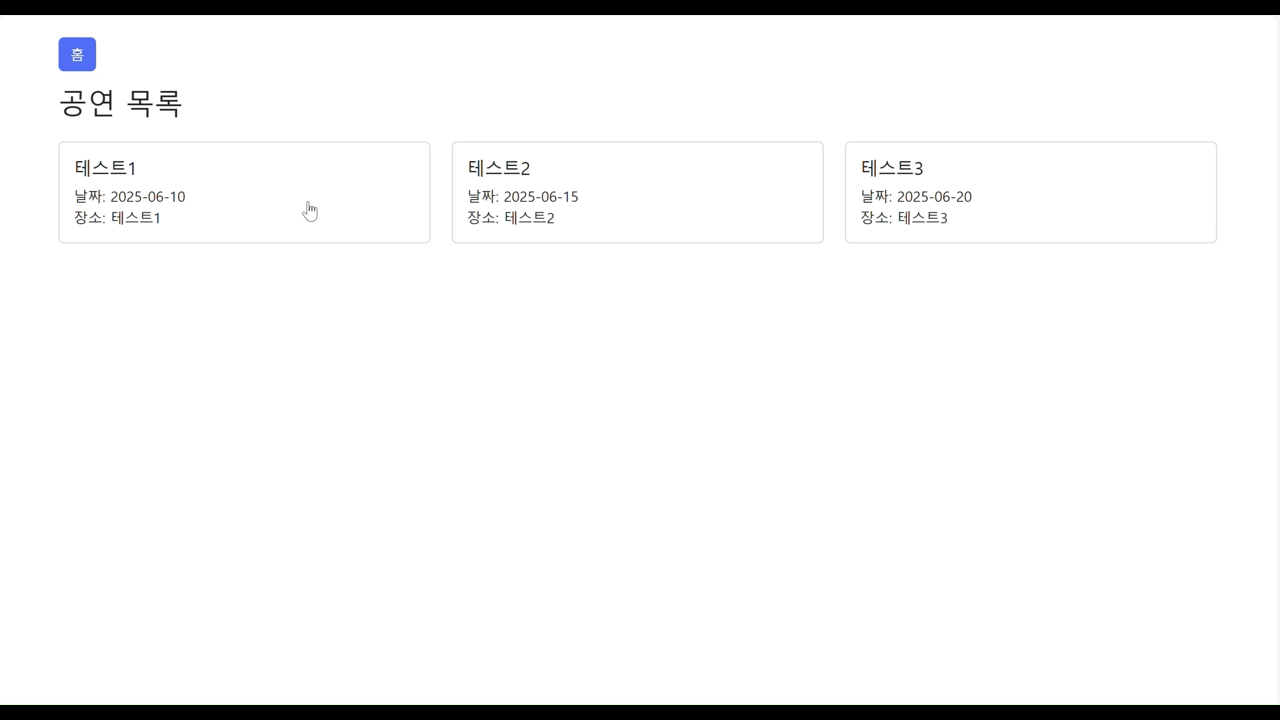 홈
공연 목록
테스트1
날짜: 2025-06-10
장소: 테스트1
테스트2
날짜: 2025-06-15
장소: 테스트2
테스트3
날짜: 2025-06-20
장소: 테스트3